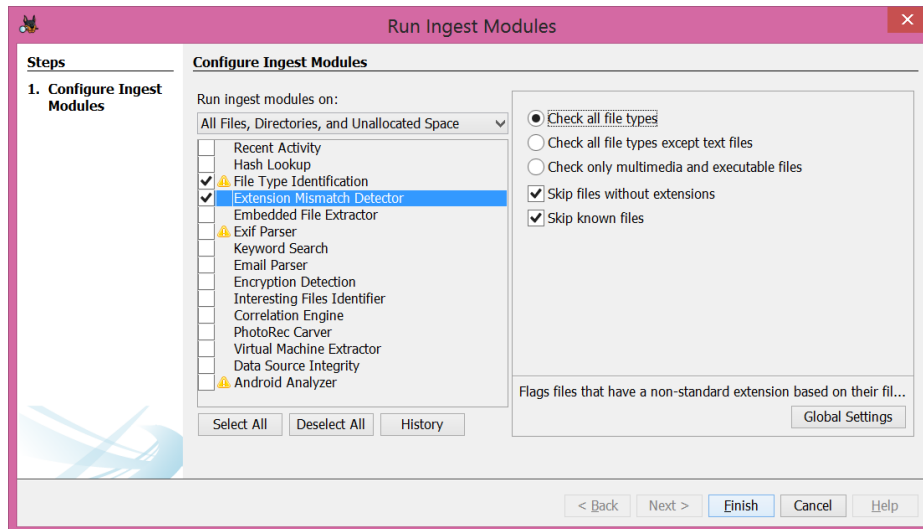 Run Ingest Modules
Steps
1. Configure Ingest
Modules
Configure Ingest Modules
Run ingest modules on:
All Files, Directories, and Unallocated Space
Recent Activity
Hash Lookup
File Type Identification
Extension Mismatch Detector
Embedded File Extractor
Exif Parser
Keyword Search
Email Parser
Encryption Detection
Interesting Files Identifier
Correlation Engine
PhotoRec Carver
Virtual Machine Extractor
Data Source Integrity
Android Analyzer
Select All
Deselect All
History
Check all file types
Check all file types except text files
Check only multimedia and executable files
Skip files without extensions
Skip known files
Flags files that have a non-standard extension based on their fil...
Global Settings
< Back
Next >
Finish
Cancel
Help